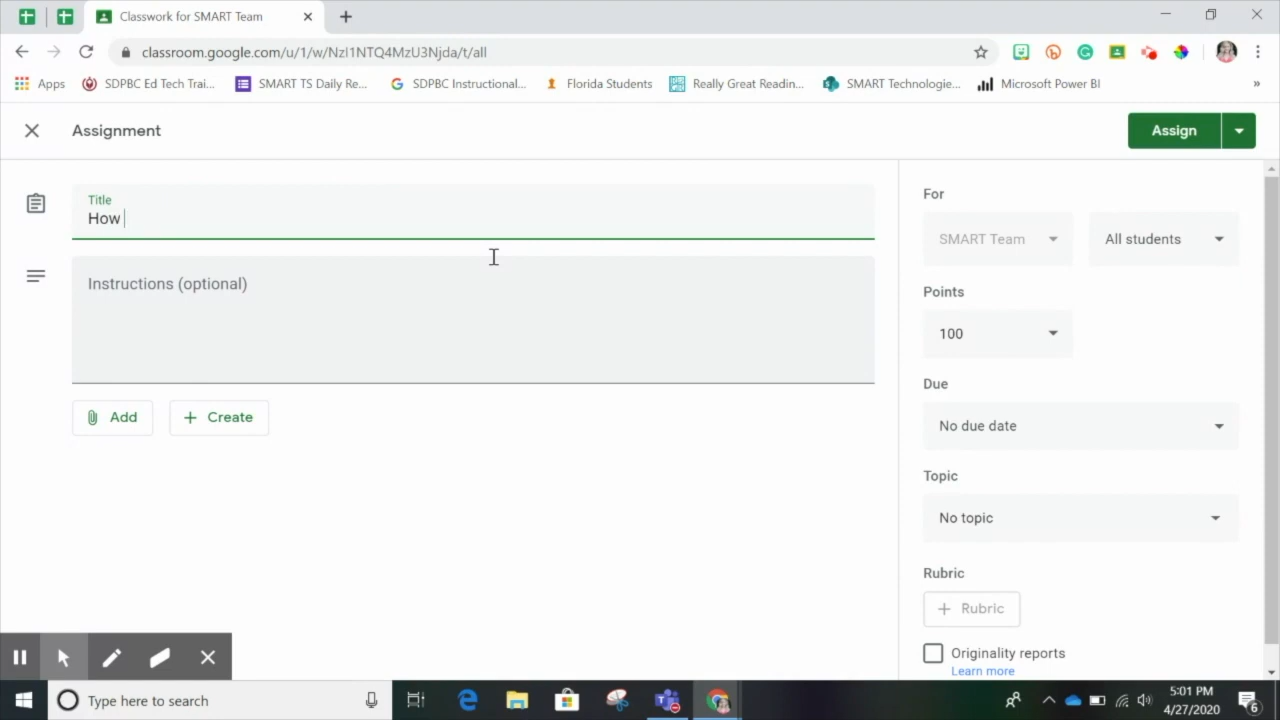 Classwork for SMART Team
classroom.google.com/u/1/w/NzI1NTQ4MzU3Njda/t/all
Apps
SDPBC Ed Tech Trai...
SMART TS Daily Re...
SDPBC Instructional...
Florida Students
Really Great Readin...
SMART Technologie...
Microsoft Power BI
»
Assignment
Assign
Title
How
Instructions (optional)
Add
Create
For
SMART Team
All students
Points
100
Due
No due date
Topic
No topic
Rubric
Rubric
Originality reports
Learn more
Type here to search
5:01 PM
4/27/2020
6